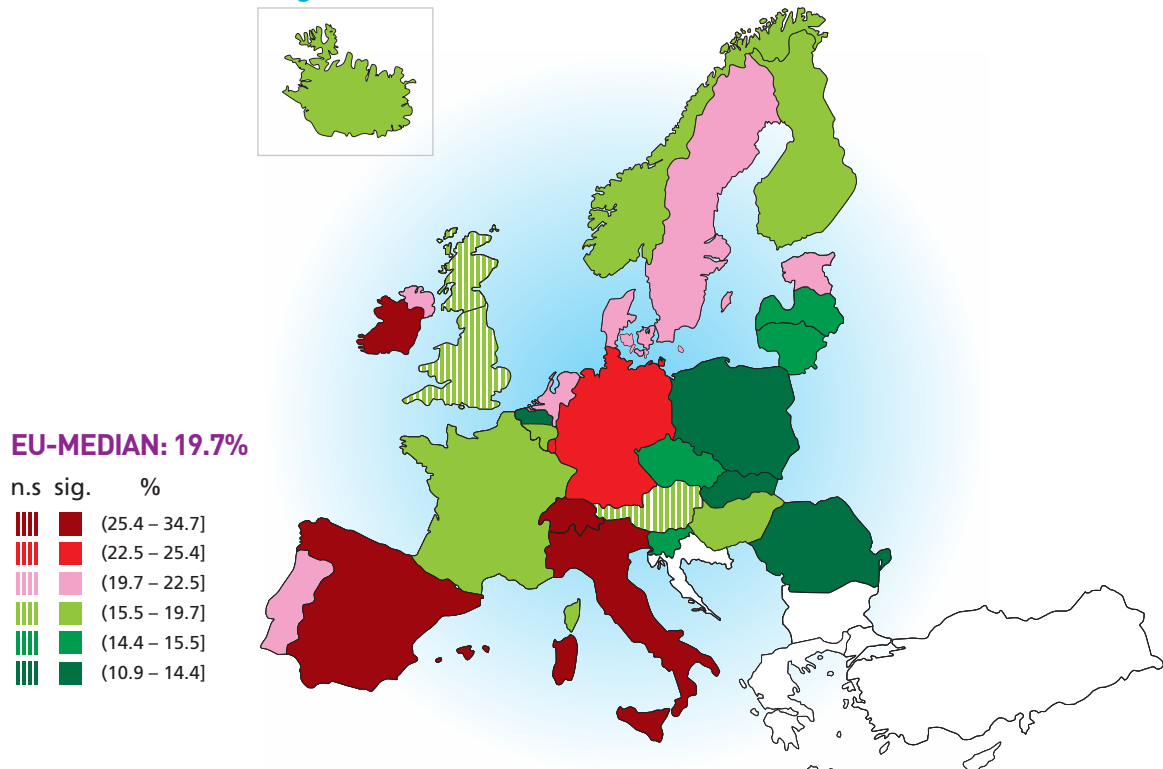 EU-MEDIAN: 19.7%
n.s sig. %
(25.4 – 34.7]
(22.5 – 25.4]
(19.7 – 22.5]
(15.5 – 19.7]
(14.4 – 15.5]
(10.9 – 14.4]